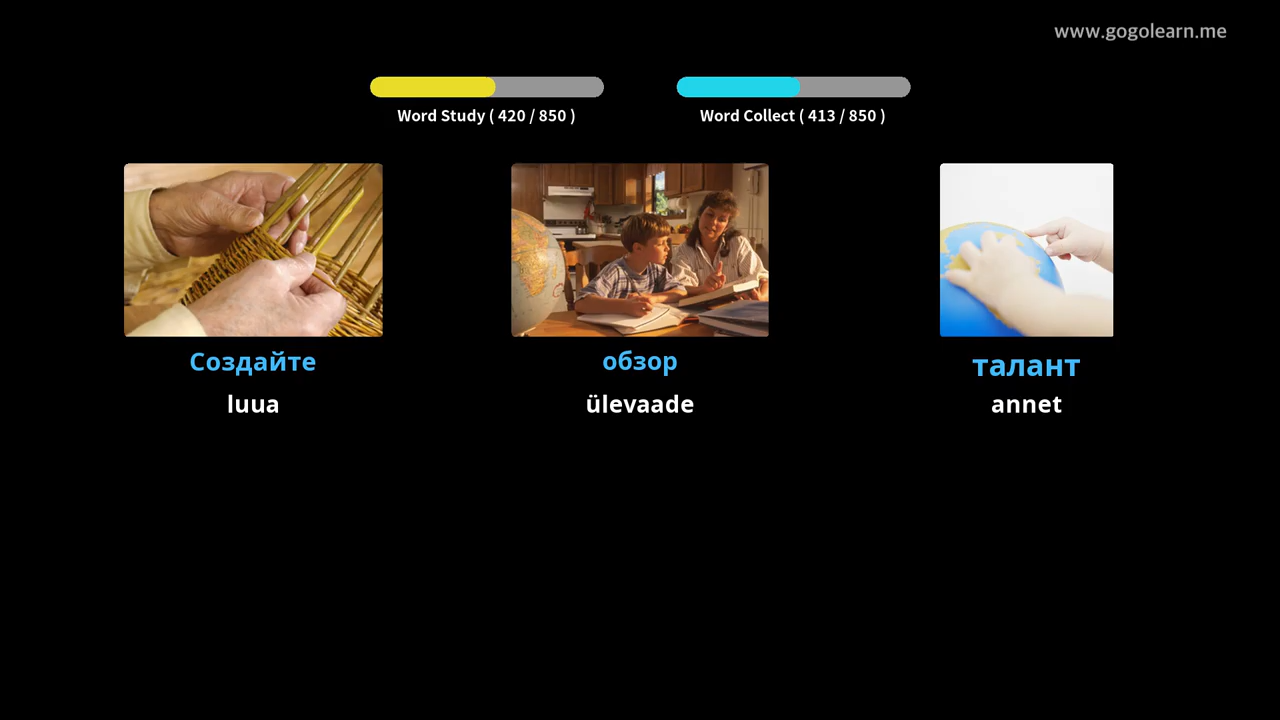 www.gogolearn.me
Word Study ( 420 / 850 )
Word Collect ( 413 / 850 )
Создайте
luua
обзор
ülevaade
талант
annet